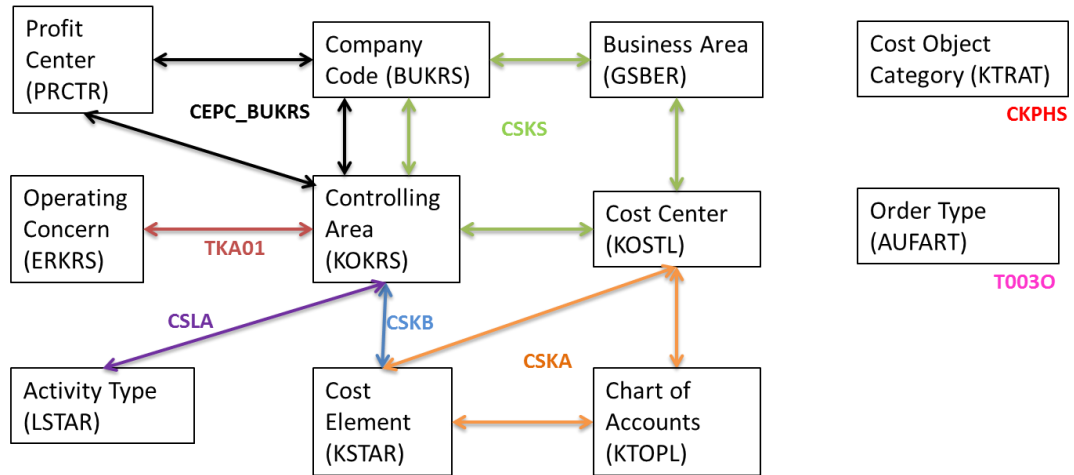 Profit
Center
(PRCTR)
Company
Code (BUKRS)
Business Area
(GSBER)
Cost Object
Category (KTRAT)
CKPHS
CEPC_BUKRS
CSKS
Operating
Concern
(ERKRS)
TKA01
Controlling
Area
(KOKRS)
Cost Center
(KOSTL)
Order Type
(AUFART)
T003O
CSLA
CSKB
CSKA
Activity Type
(LSTAR)
Cost
Element
(KSTAR)
Chart of
Accounts
(KTOPL)